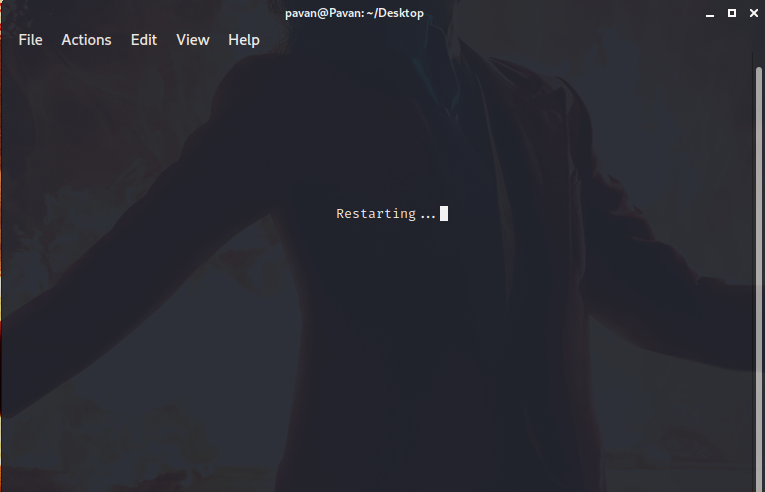 pavan@Pavan: ~/Desktop
File Actions Edit View Help
Restarting...